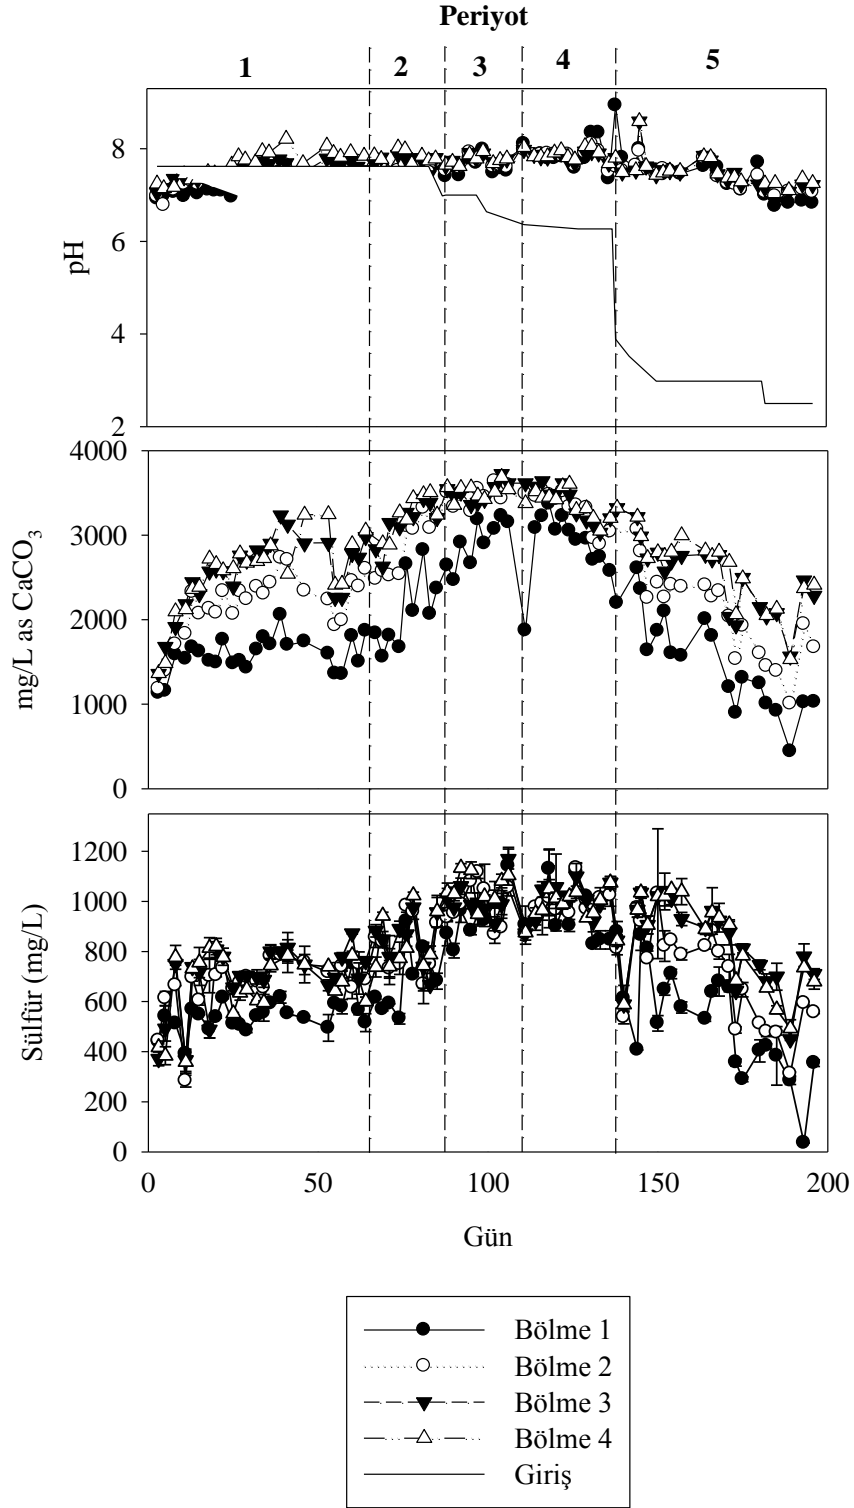 Periyot
1 2 3 4 5
8
6
4
2
pH
4000
3000
2000
1000
0
mg/L as CaCO3
1200
1000
800
600
400
200
0
Sülfür (mg/L)
0 50 100 150 200
Gün
Bölme 1
Bölme 2
Bölme 3
Bölme 4
Giriş